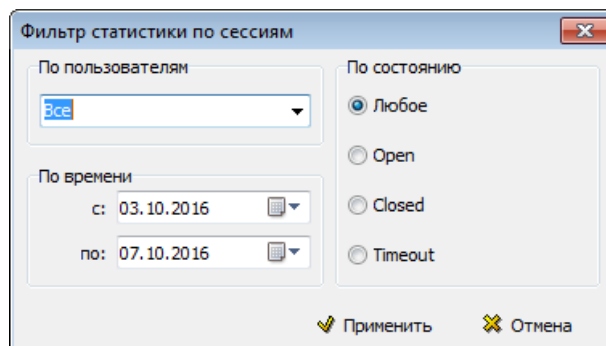 Фильтр статистики по сессиям
По пользователям
Все
По времени
с: 03.10.2016
по: 07.10.2016
По состоянию
Любое
Open
Closed
Timeout
Применить
Отмена